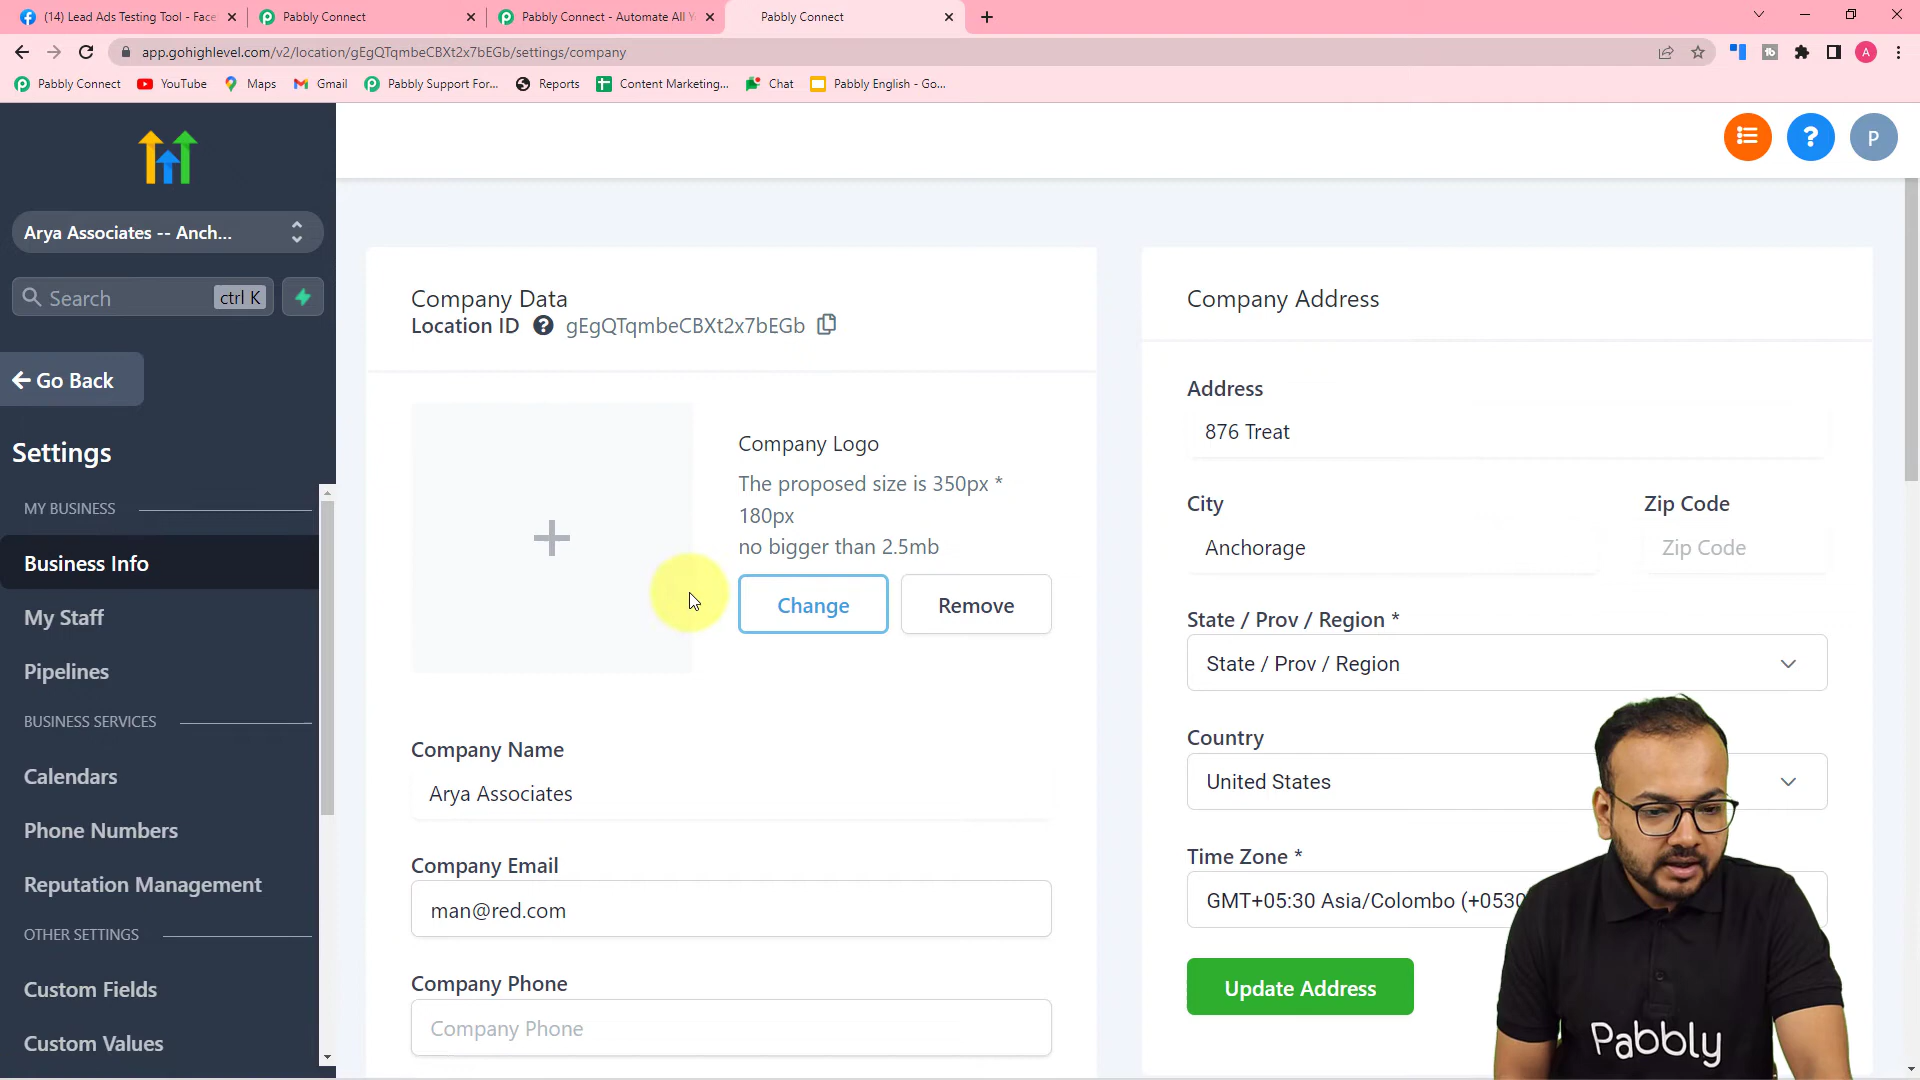 (14) Lead Ads Testing Tool - Face
Pabbly Connect
Pabbly Connect - Automate All Y
Pabbly Connect
app.gohighlevel.com/v2/location/gEgQTqmbeCBXt2x7bEGb/settings/company
A
Pabbly Connect
YouTube
Maps
Gmail
Pabbly Support For...
Reports
Content Marketing...
Chat
Pabbly English - Go...
?
P
Arya Associates -- Anch...
Search
ctrl K
Go Back
Settings
MY BUSINESS
Business Info
My Staff
Pipelines
BUSINESS SERVICES
Calendars
Phone Numbers
Reputation Management
OTHER SETTINGS
Custom Fields
Custom Values
Company Data
Location ID ? gEgQTqmbeCBXt2x7bEGb
Company Logo
The proposed size is 350px *
180px
no bigger than 2.5mb
Change
Remove
Company Name
Arya Associates
Company Email
man@red.com
Company Phone
Company Phone
Company Address
Address
876 Treat
City
Zip Code
Anchorage
Zip Code
State / Prov / Region *
State / Prov / Region
Country
United States
Time Zone *
GMT+05:30 Asia/Colombo (+0530
Update Address
Pabbly